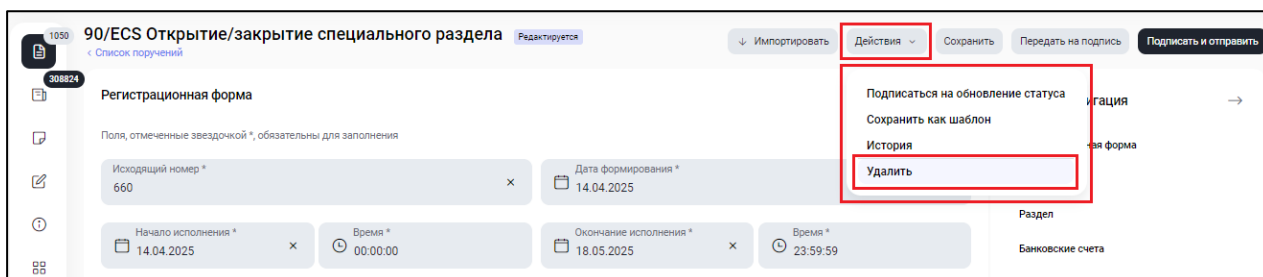 1050
90/ECS Открытие/закрытие специального раздела Редактируется
Импортировать Действия Сохранить Передать на подпись Подписать и отправить
< Список поручений
308824
Регистрационная форма
Подписаться на обновление статуса
Сохранить как шаблон
История
Удалить
Поля, отмеченные звездочкой *, обязательны для заполнения
Исходящий номер *
660
Дата формирования *
14.04.2025
Раздел
Начало исполнения *
14.04.2025
Время *
00:00:00
Окончание исполнения *
18.05.2025
Время *
23:59:59
Банковские счета